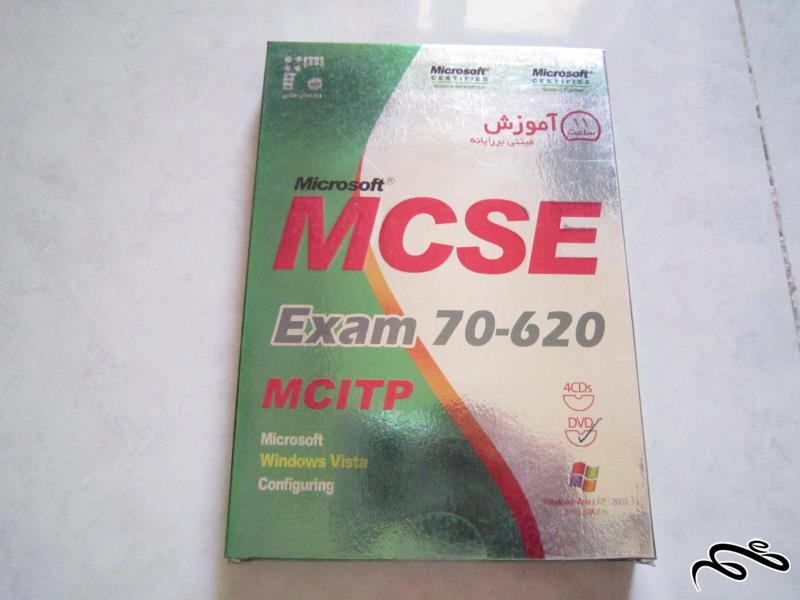 Microsoft
CERTIFIED
Microsoft
CERTIFIED
۱۱ ساعت
آموزش
مبتنی بر رایانه
Microsoft®
MCSE
Exam 70-620
MCITP
4CDs
DVD
Microsoft
Windows Vista
Configuring